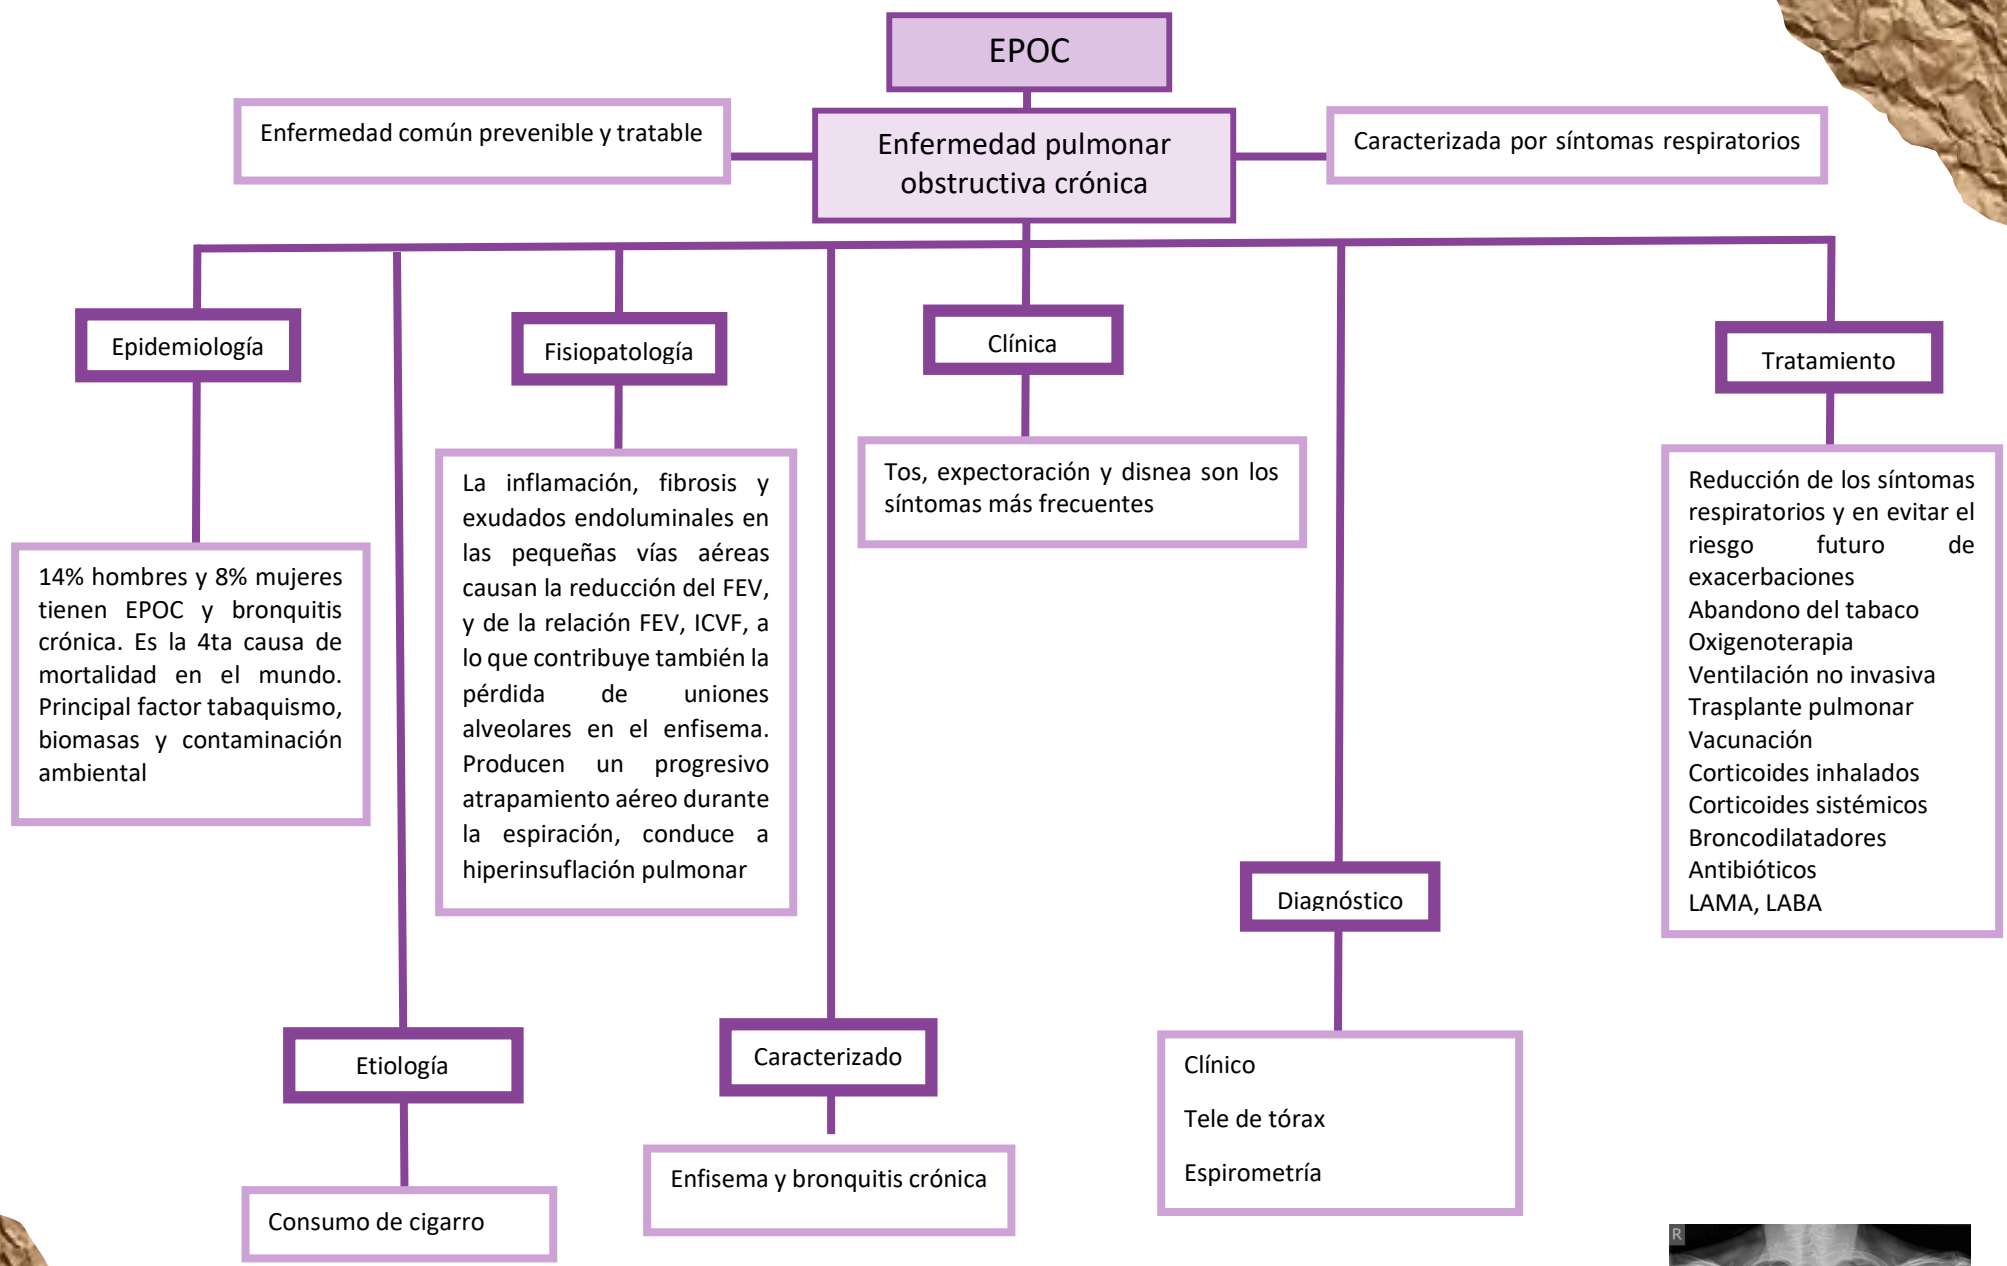 EPOC
Enfermedad común prevenible y tratable
Enfermedad pulmonar
obstructiva crónica
Caracterizada por síntomas respiratorios
Epidemiología
14% hombres y 8% mujeres
tienen EPOC y bronquitis
crónica. Es la 4ta causa de
mortalidad en el mundo.
Principal factor tabaquismo,
biomasas y contaminación
ambiental
Etiología
Consumo de cigarro
Fisiopatología
La inflamación, fibrosis y
exudados endoluminales en
las pequeñas vías aéreas
causan la reducción del FEV,
y de la relación FEV, ICVF, a
lo que contribuye también la
pérdida de uniones
alveolares en el enfisema.
Producen un progresivo
atrapamiento aéreo durante
la espiración, conduce a
hiperinsuflación pulmonar
Caracterizado
Enfisema y bronquitis crónica
Clínica
Tos, expectoración y disnea son los
síntomas más frecuentes
Diagnóstico
Clínico
Tele de tórax
Espirometría
Tratamiento
Reducción de los síntomas
respiratorios y en evitar el
riesgo futuro de
exacerbaciones
Abandono del tabaco
Oxigenoterapia
Ventilación no invasiva
Trasplante pulmonar
Vacunación
Corticoides inhalados
Corticoides sistémicos
Broncodilatadores
Antibióticos
LAMA, LABA
R